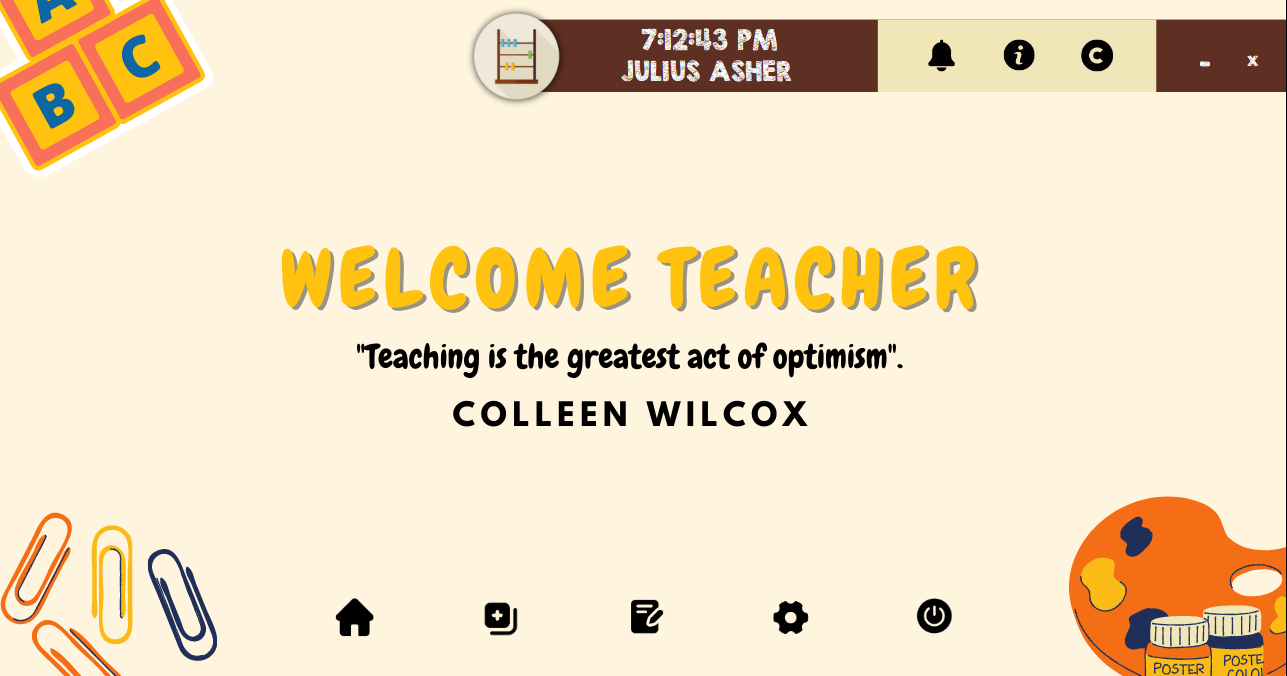 A
B C
7:12:43 PM
JULIUS ASHER
i
C
- x
WELCOME TEACHER
"Teaching is the greatest act of optimism".
COLLEEN WILCOX
POSTER
POSTE
COLO